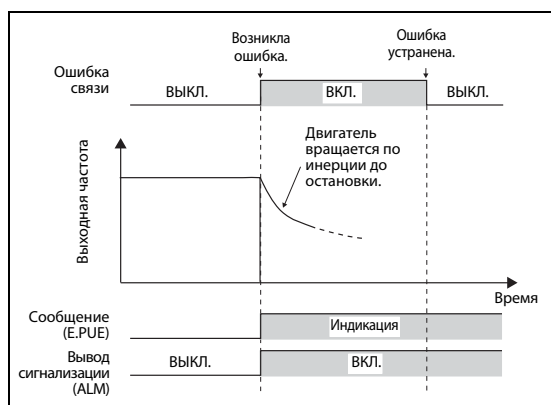 Возникла
ошибка.
Ошибка
устранена.
Ошибка
связи
ВЫКЛ.
ВКЛ.
ВЫКЛ.
Двигатель
вращается по
инерции до
остановки.
Выходная частота
Время
Сообщение
(E.PUE)
Индикация
Вывод
сигнализации
(ALM)
ВЫКЛ.
ВКЛ.